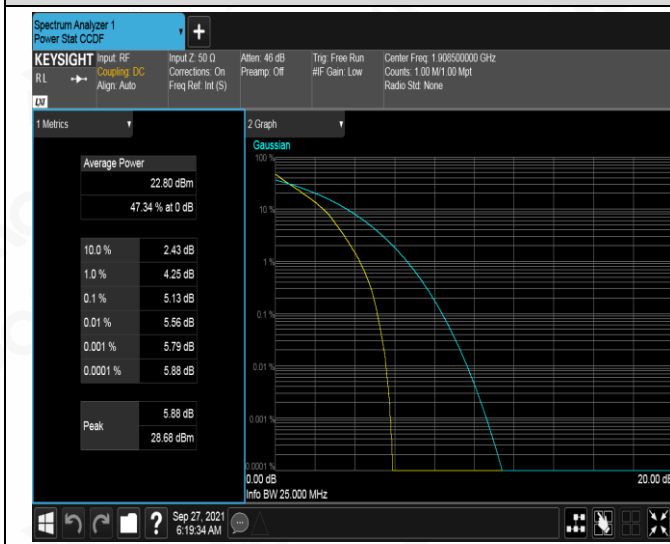 Spectrum Analyzer 1
Power Stat CCDF
+
KEYSIGHT
RL
LXI
Input: RF
Coupling: DC
Align: Auto
Input Z: 50 Ω
Corrections: On
Freq Ref: Int (S)
Atten: 46 dB
Preamp: Off
Trig: Free Run
#IF Gain: Low
Center Freq: 1.908500000 GHz
Counts: 1.00 M/1.00 Mpt
Radio Std: None
1 Metrics
Average Power
22.80 dBm
47.34 % at 0 dB
10.0 % 2.43 dB
1.0 % 4.25 dB
0.1 % 5.13 dB
0.01 % 5.56 dB
0.001 % 5.79 dB
0.0001 % 5.88 dB
Peak
5.88 dB
28.68 dBm
2 Graph
Gaussian
100 %
10 %
1 %
0.1 %
0.01 %
0.001 %
0.0001 %
0.00 dB
20.00 dB
Info BW 25.000 MHz
?
Sep 27, 2021
6:19:34 AM